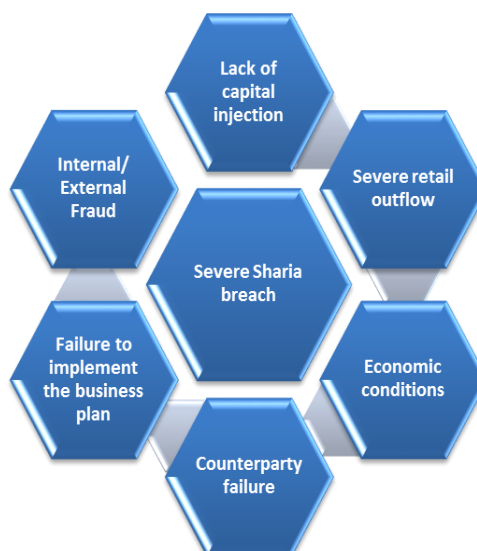 Lack of
capital
injection
Internal/
External
Fraud
Severe retail
outflow
Severe Sharia
breach
Failure to
implement
the business
plan
Economic
conditions
Counterparty
failure